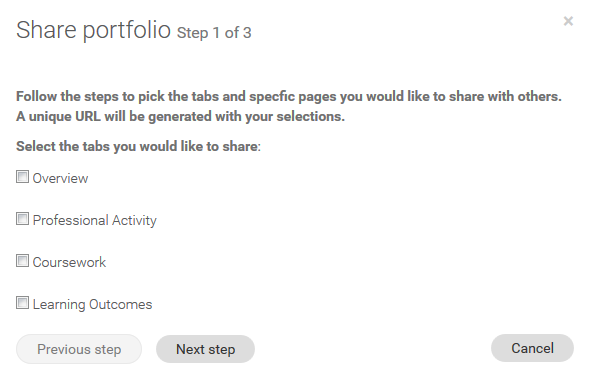 Share portfolio Step 1 of 3
×
Follow the steps to pick the tabs and specfic pages you would like to share with others.
A unique URL will be generated with your selections.
Select the tabs you would like to share:
Overview
Professional Activity
Coursework
Learning Outcomes
Previous step Next step Cancel